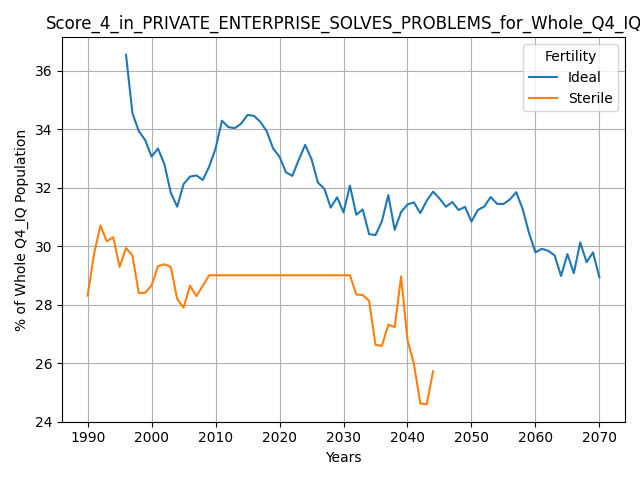 Score_4_in_PRIVATE_ENTERPRISE_SOLVES_PROBLEMS_for_Whole_Q4_IQ
Fertility
Ideal
Sterile
% of Whole Q4_IQ Population
36
34
32
30
28
26
24
1990
2000
2010
2020
2030
2040
2050
2060
2070
Years